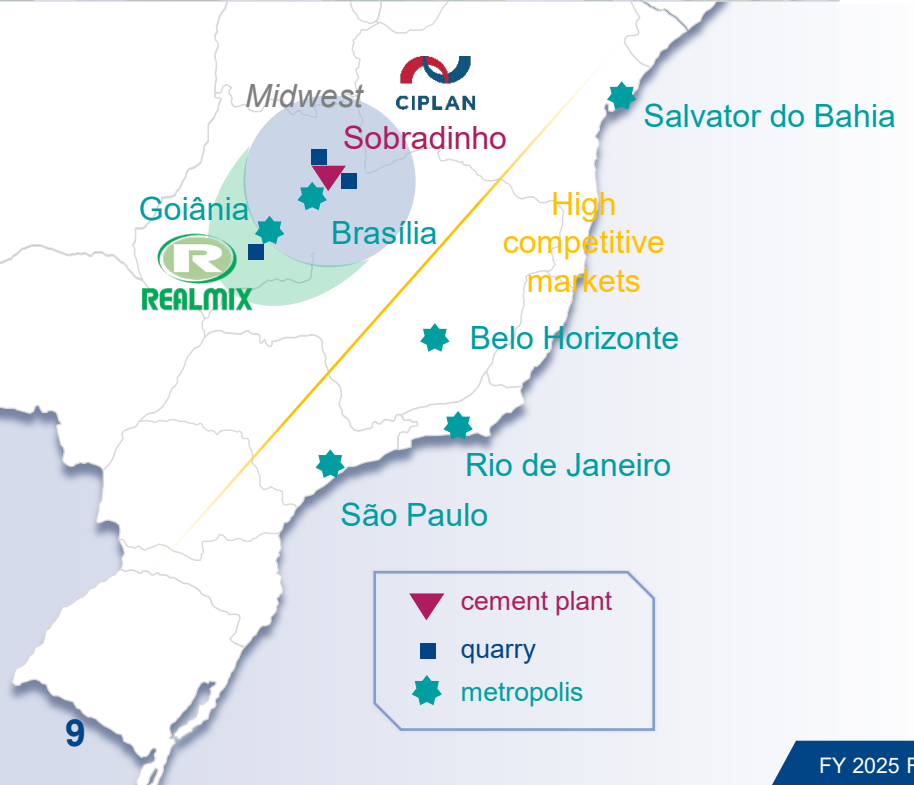 Midwest
CIPLAN
Salvator do Bahia
Sobradinho
Goiânia
Brasília
High
competitive
markets
R
REALMIX
Belo Horizonte
Rio de Janeiro
São Paulo
cement plant
quarry
metropolis
9
FY 2025 F